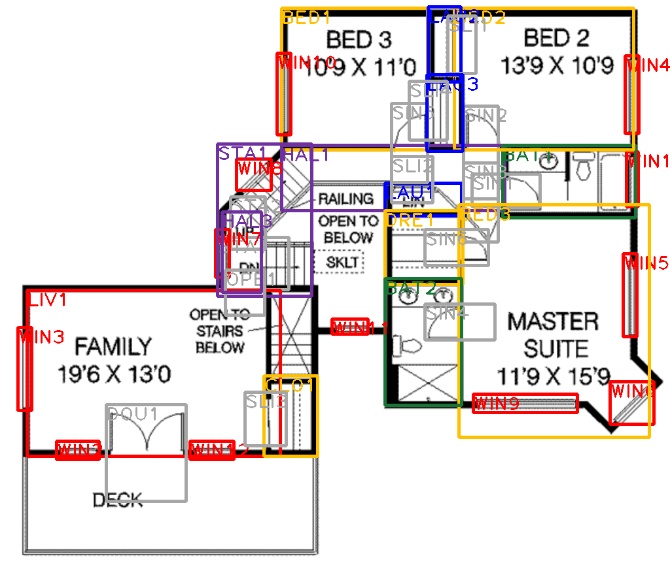 BED1
LAU2
BED2
SLI1
BED 3
10'9 X 11'0
BED 2
13'9 X 10'9
WIN10
WIN4
LAU3
SIN2
STA1
HAL1
BAT1
WIN1
WIN8
SLI2
SIN1
RAILING
LAU1
LIN
HAL3
UP
OPEN TO
BELOW
DRE1
BED3
WIN7
SIN5
DN
SKLT
WIN5
OPE1
BAT2
LIV1
OPEN TO
STAIRS
BELOW
SIN4
WIN3
WIN11
FAMILY
19'6 X 13'0
MASTER
SUITE
11'9 X 15'9
CLO1
SLI3
WIN6
DOU1
WIN9
WIN2
WIN12
DECK